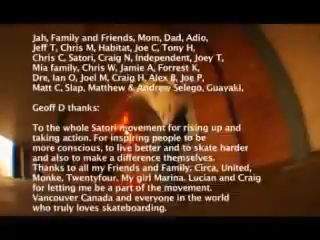 Jah, Family and Friends, Mom, Dad, Adio,
Jeff T, Chris M, Habitat, Joe C, Tony H,
Chris C, Satori, Craig N, Independent, Joey T,
Mia family, Chris W, Jamie A, Forrest K,
Dre, Ian O, Joel M, Craig H, Alex B, Joe P,
Matt C, Slap, Matthew & Andrew Selego, Guayaki,
Geoff D thanks:
To the whole Satori movement for rising up and
taking action. For inspiring people to be
more conscious, to live better and to skate harder
and also to make a difference themselves.
Thanks to all my Friends and Family. Circa, United,
Monke, Twentyfour. My girl Marina. Lucian and Craig
for letting me be a part of the movement.
Vancouver Canada and everyone in the world
who truly loves skateboarding.